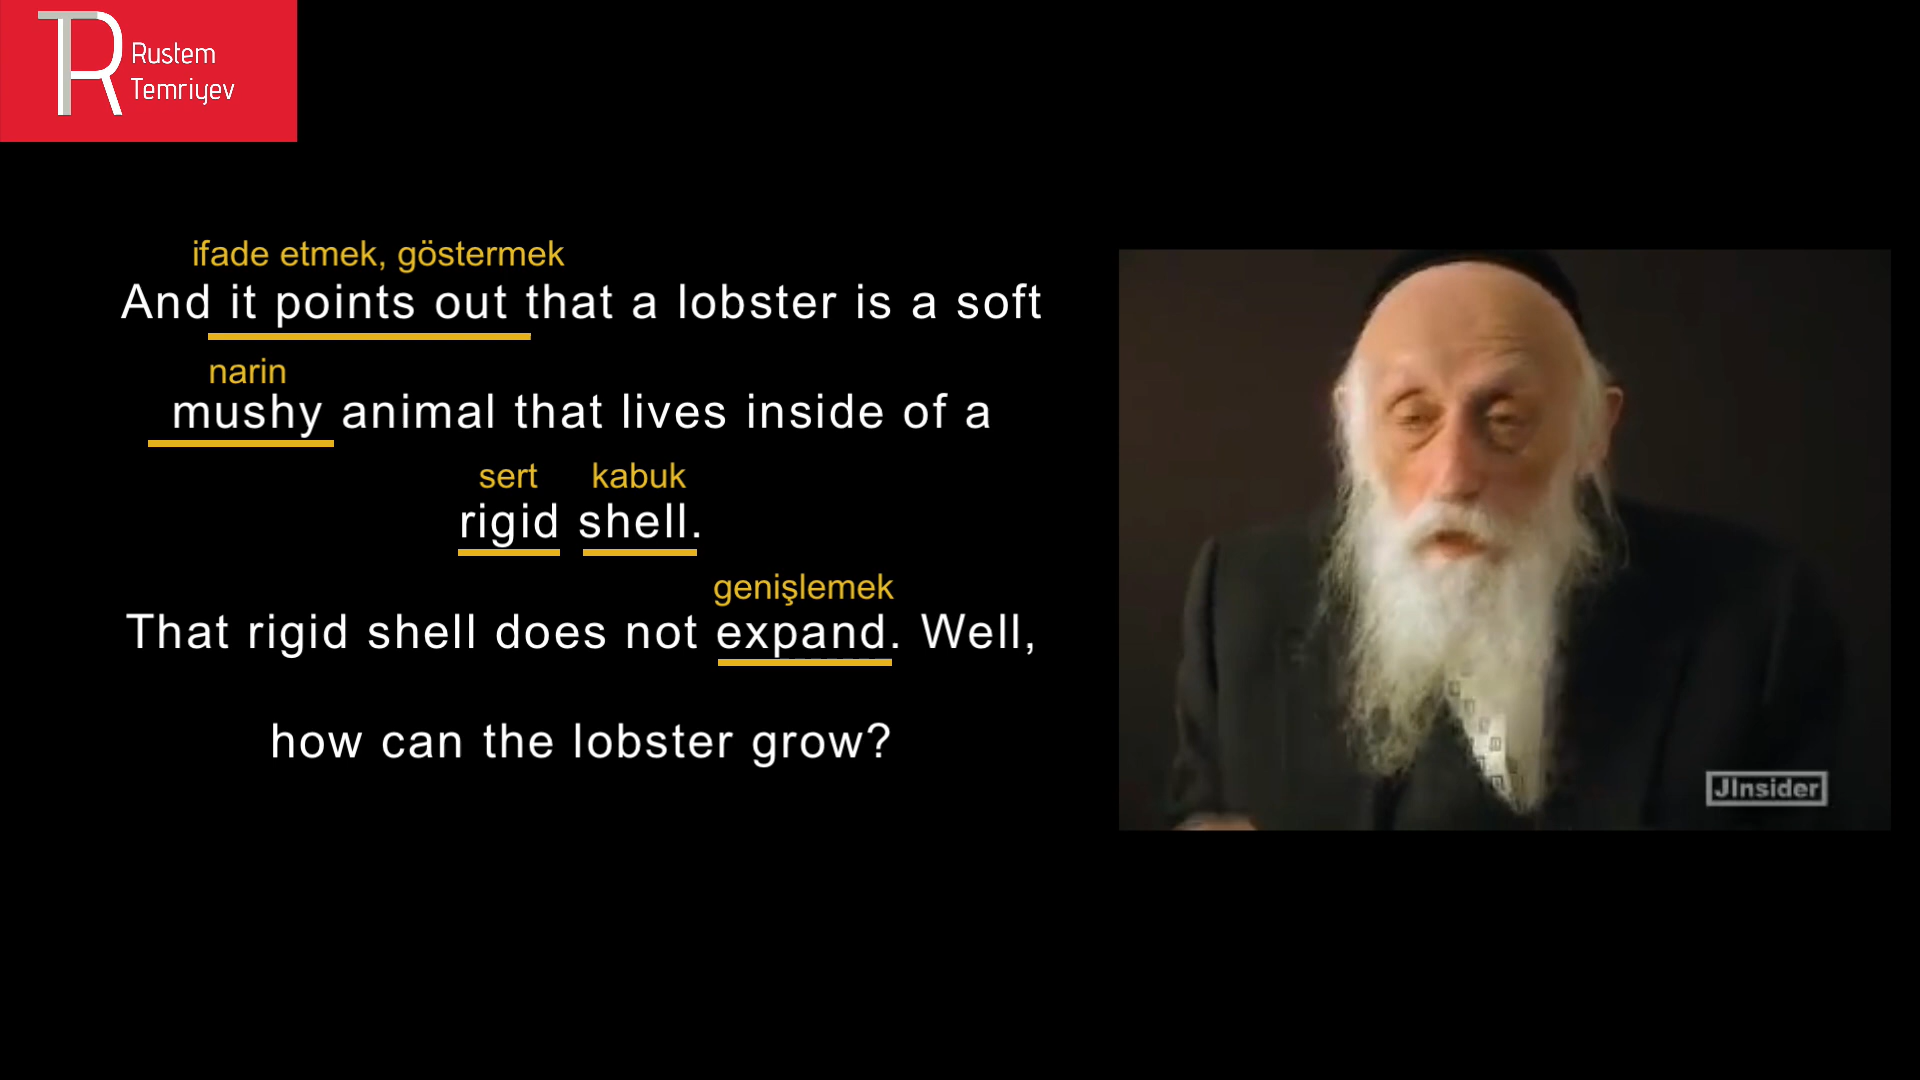 Rustem
Temriyev
ifade etmek, göstermek
And it points out that a lobster is a soft
narin
mushy animal that lives inside of a
sert kabuk
rigid shell.
genişlemek
That rigid shell does not expand. Well,
how can the lobster grow?
JInsider